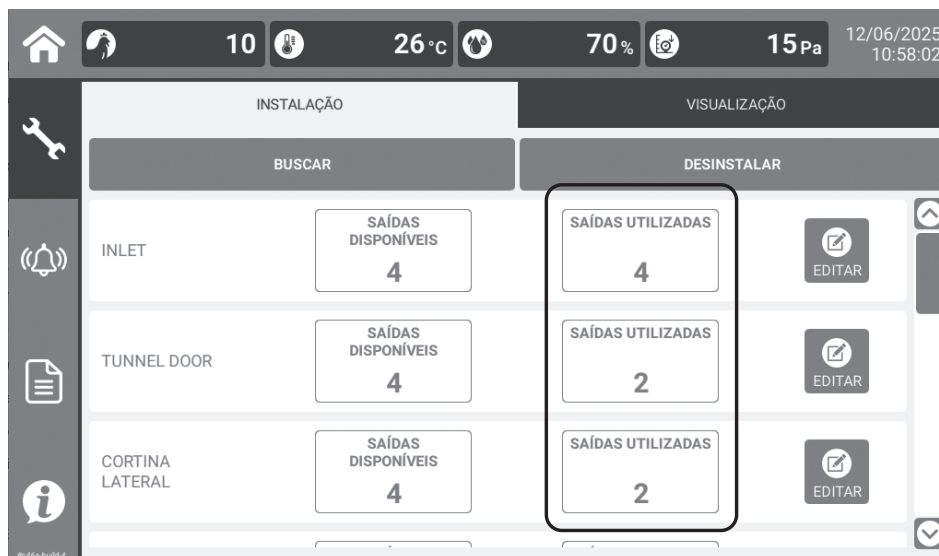 10
26 °C
70 %
15 Pa
12/06/2025
10:58:02
INSTALAÇÃO
VISUALIZAÇÃO
BUSCAR
DESINSTALAR
INLET
SAÍDAS
DISPONÍVEIS
4
SAÍDAS UTILIZADAS
4
EDITAR
TUNNEL DOOR
SAÍDAS
DISPONÍVEIS
4
SAÍDAS UTILIZADAS
2
EDITAR
CORTINA
LATERAL
SAÍDAS
DISPONÍVEIS
4
SAÍDAS UTILIZADAS
2
EDITAR